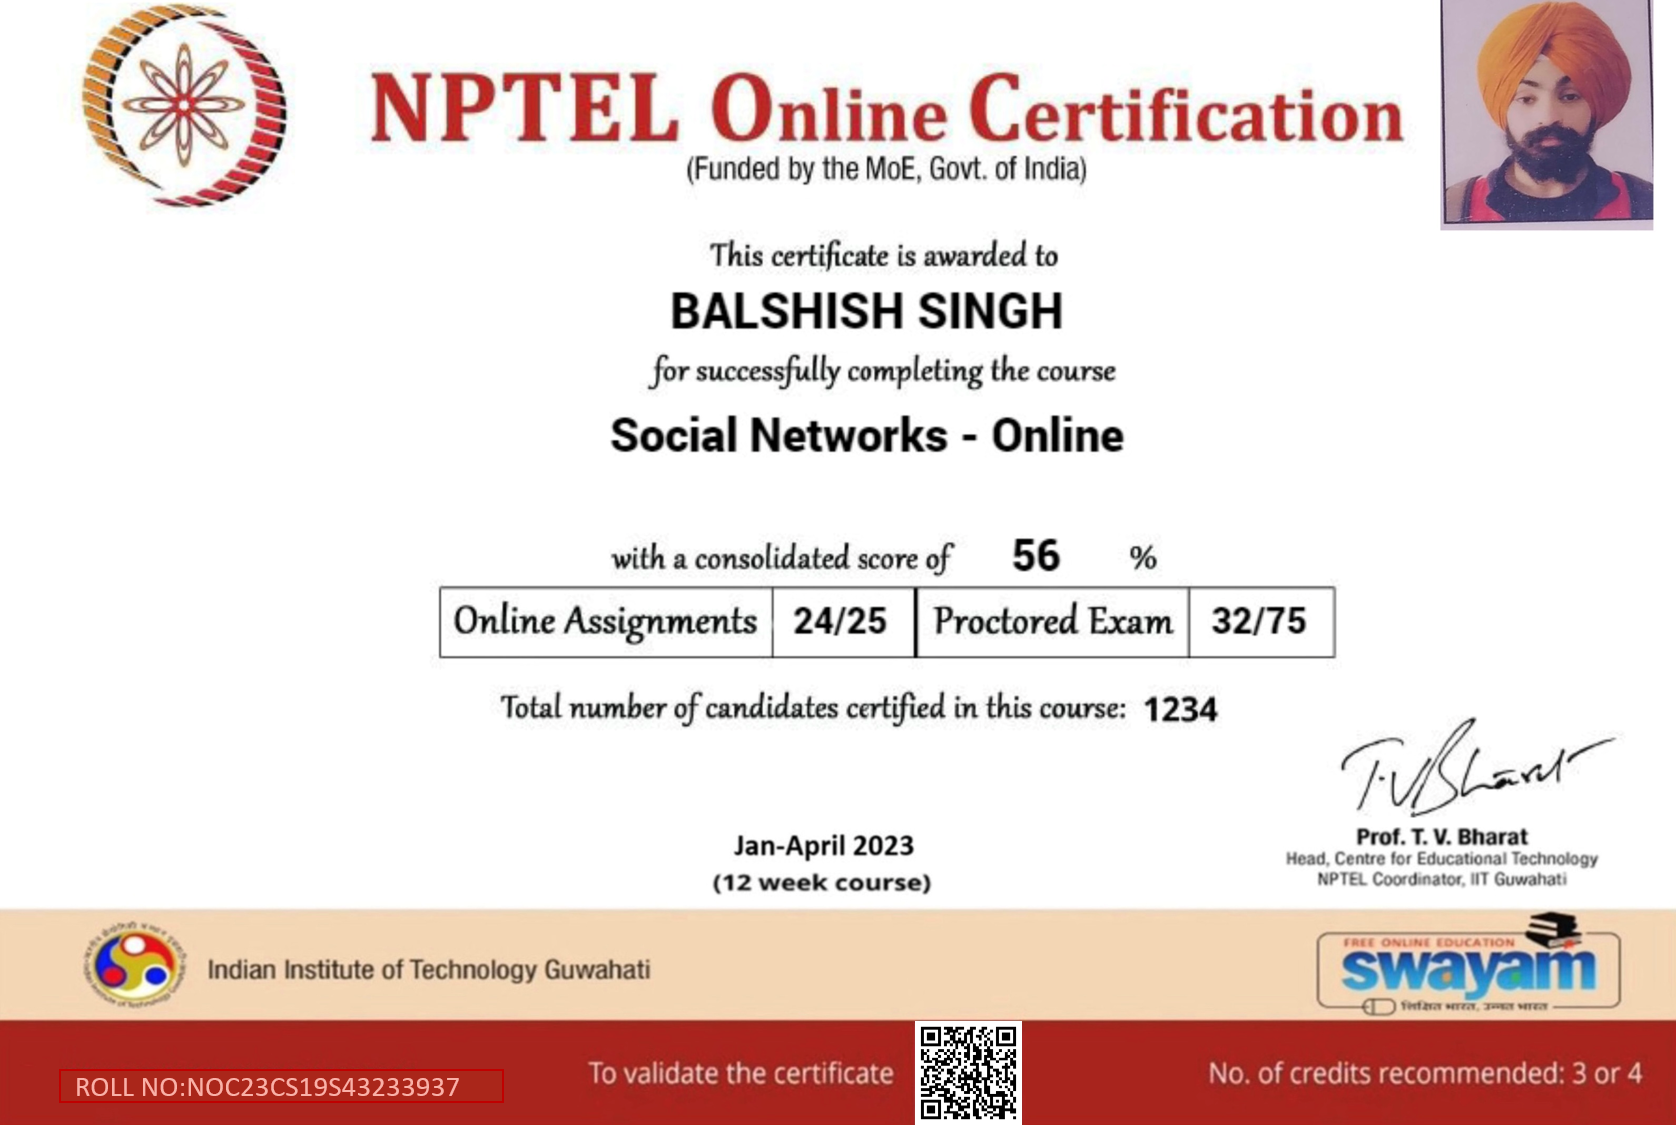 NPTEL Online Certification
(Funded by the MoE, Govt. of India)
This certificate is awarded to
BALSHISH SINGH
for successfully completing the course
Social Networks - Online
with a consolidated score of 56 %
Online Assignments 24/25 Proctored Exam 32/75
Total number of candidates certified in this course: 1234
Prof. T. V. Bharat
Head, Centre for Educational Technology
NPTEL Coordinator, IIT Guwahati
Jan-April 2023
(12 week course)
Indian Institute of Technology Guwahati
FREE ONLINE EDUCATION
swayam
शिक्षित भारत, उन्नत भारत
ROLL NO:NOC23CS19S43233937
To validate the certificate
No. of credits recommended: 3 or 4